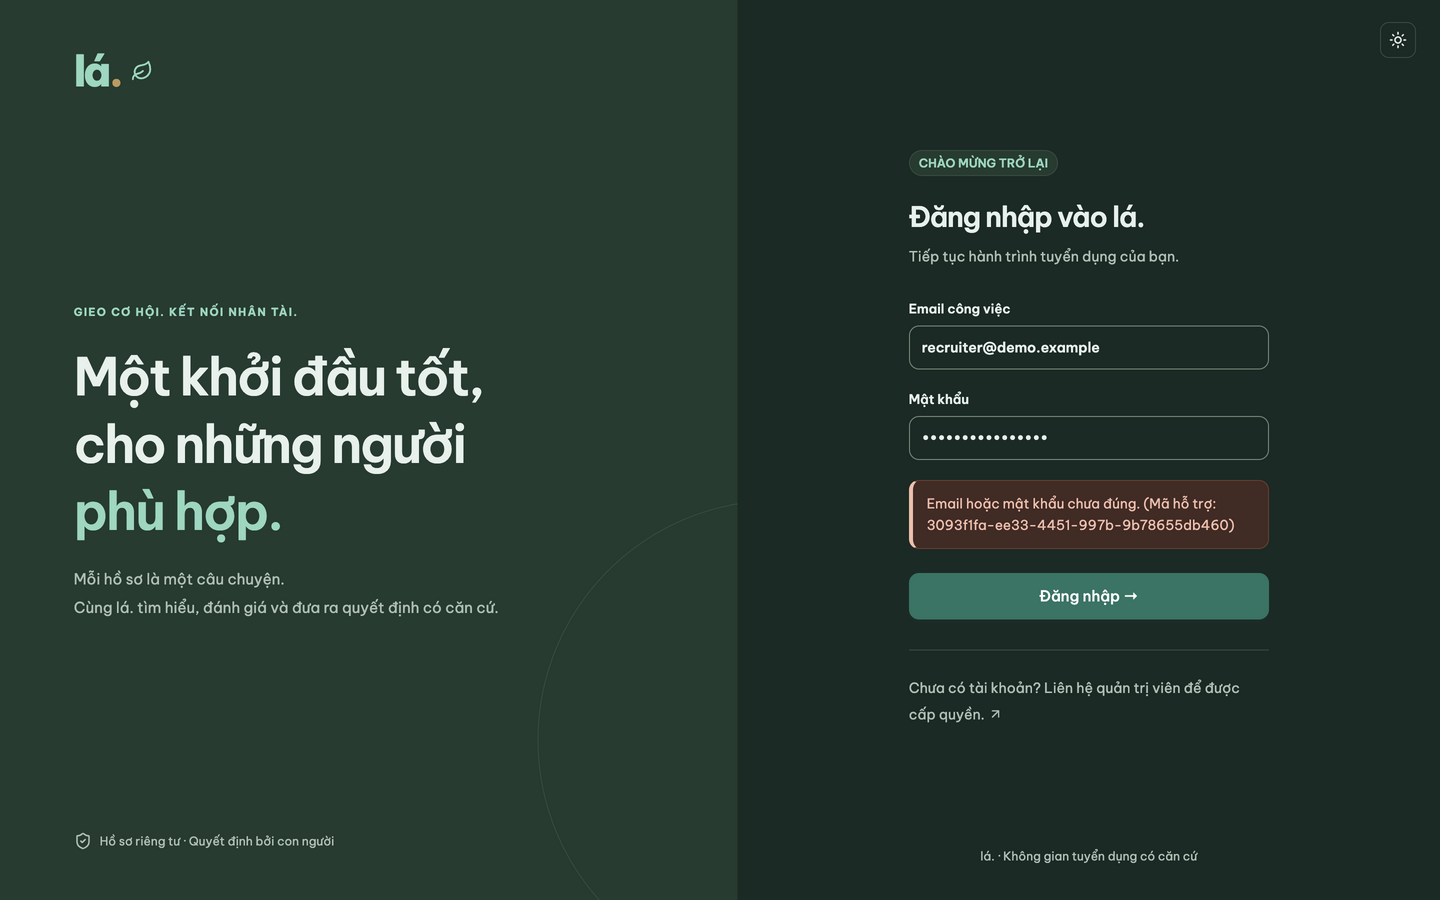 lá.
GIEO CƠ HỘI. KẾT NỐI NHÂN TÀI.
Một khởi đầu tốt,
cho những người
phù hợp.
Mỗi hồ sơ là một câu chuyện.
Cùng lá. tìm hiểu, đánh giá và đưa ra quyết định có căn cứ.
Hồ sơ riêng tư · Quyết định bởi con người
CHÀO MỪNG TRỞ LẠI
Đăng nhập vào lá.
Tiếp tục hành trình tuyển dụng của bạn.
Email công việc
recruiter@demo.example
Mật khẩu
••••••••••••••••
Email hoặc mật khẩu chưa đúng. (Mã hỗ trợ:
3093f1fa-ee33-4451-997b-9b78655db460)
Đăng nhập →
Chưa có tài khoản? Liên hệ quản trị viên để được
cấp quyền. ↗
lá. · Không gian tuyển dụng có căn cứ